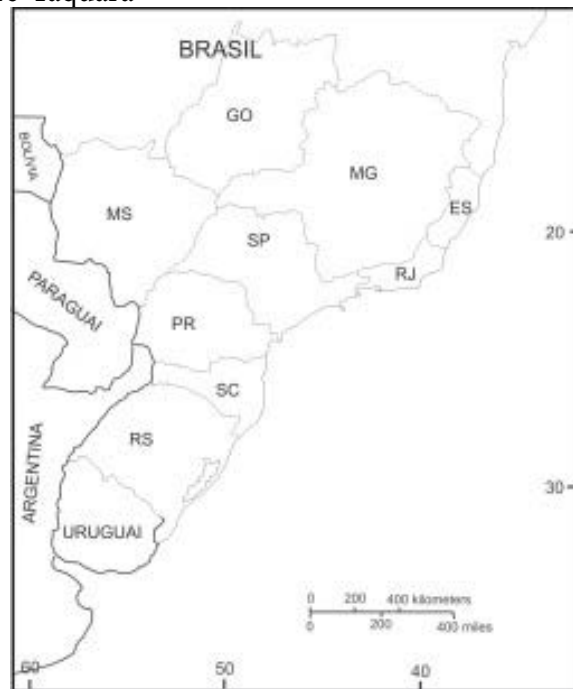 BRASIL
GO
BOLIVIA
MG
MS
ES
SP
20
RJ
PARAGUAI
PR
SC
RS
ARGENTINA
30
URUGUAI
0 200 400 kilometers
0 200 400 miles
60 50 40